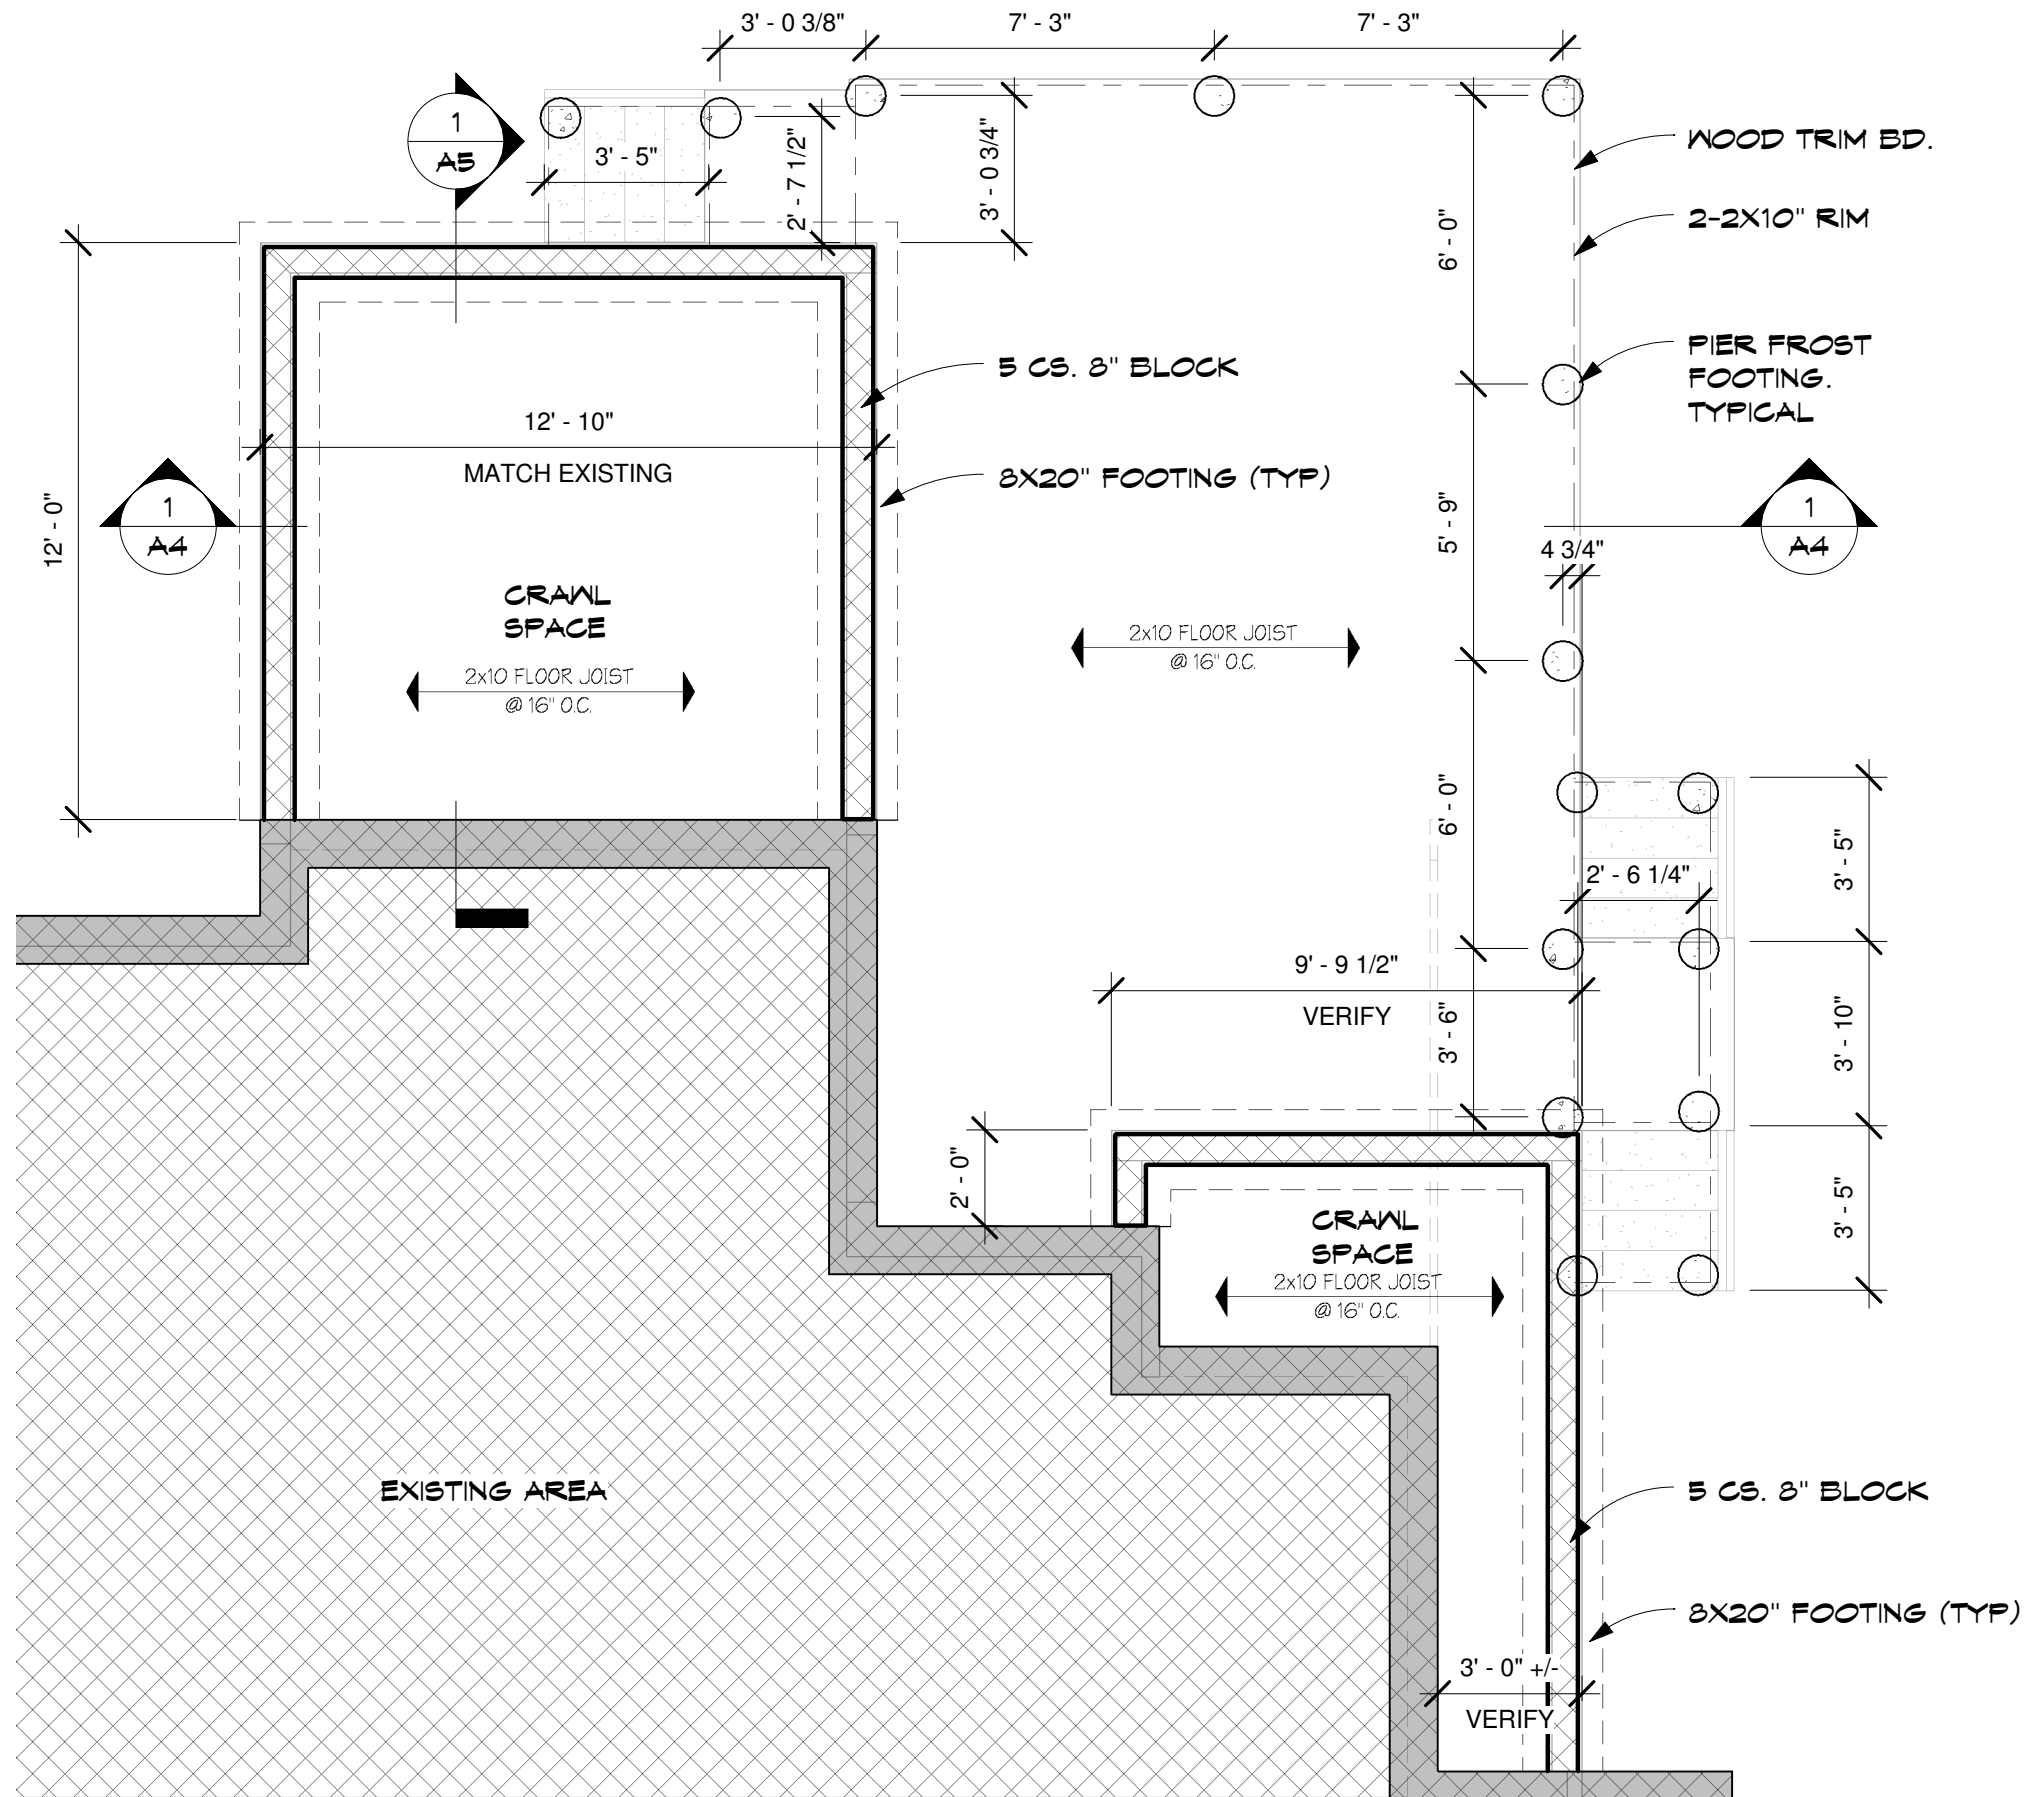 3' - 0 3/8"
7' - 3"
7' - 3"
1
A5
3' - 5"
2' - 7 1/2"
3' - 0 3/4"
6' - 0"
WOOD TRIM BD.
2-2X10" RIM
PIER FROST
FOOTING.
TYPICAL
5 CS. 8" BLOCK
12' - 10"
MATCH EXISTING
8X20" FOOTING (TYP)
12' - 0"
1
A4
5' - 9"
4 3/4"
1
A4
CRAWL
SPACE
2x10 FLOOR JOIST
@ 16" O.C.
2x10 FLOOR JOIST
@ 16" O.C.
6' - 0"
3' - 5"
2' - 6 1/4"
9' - 9 1/2"
VERIFY
3' - 6"
3' - 10"
2' - 0"
3' - 5"
CRAWL
SPACE
2x10 FLOOR JOIST
@ 16" O.C.
EXISTING AREA
5 CS. 8" BLOCK
8X20" FOOTING (TYP)
3' - 0" +/-
VERIFY